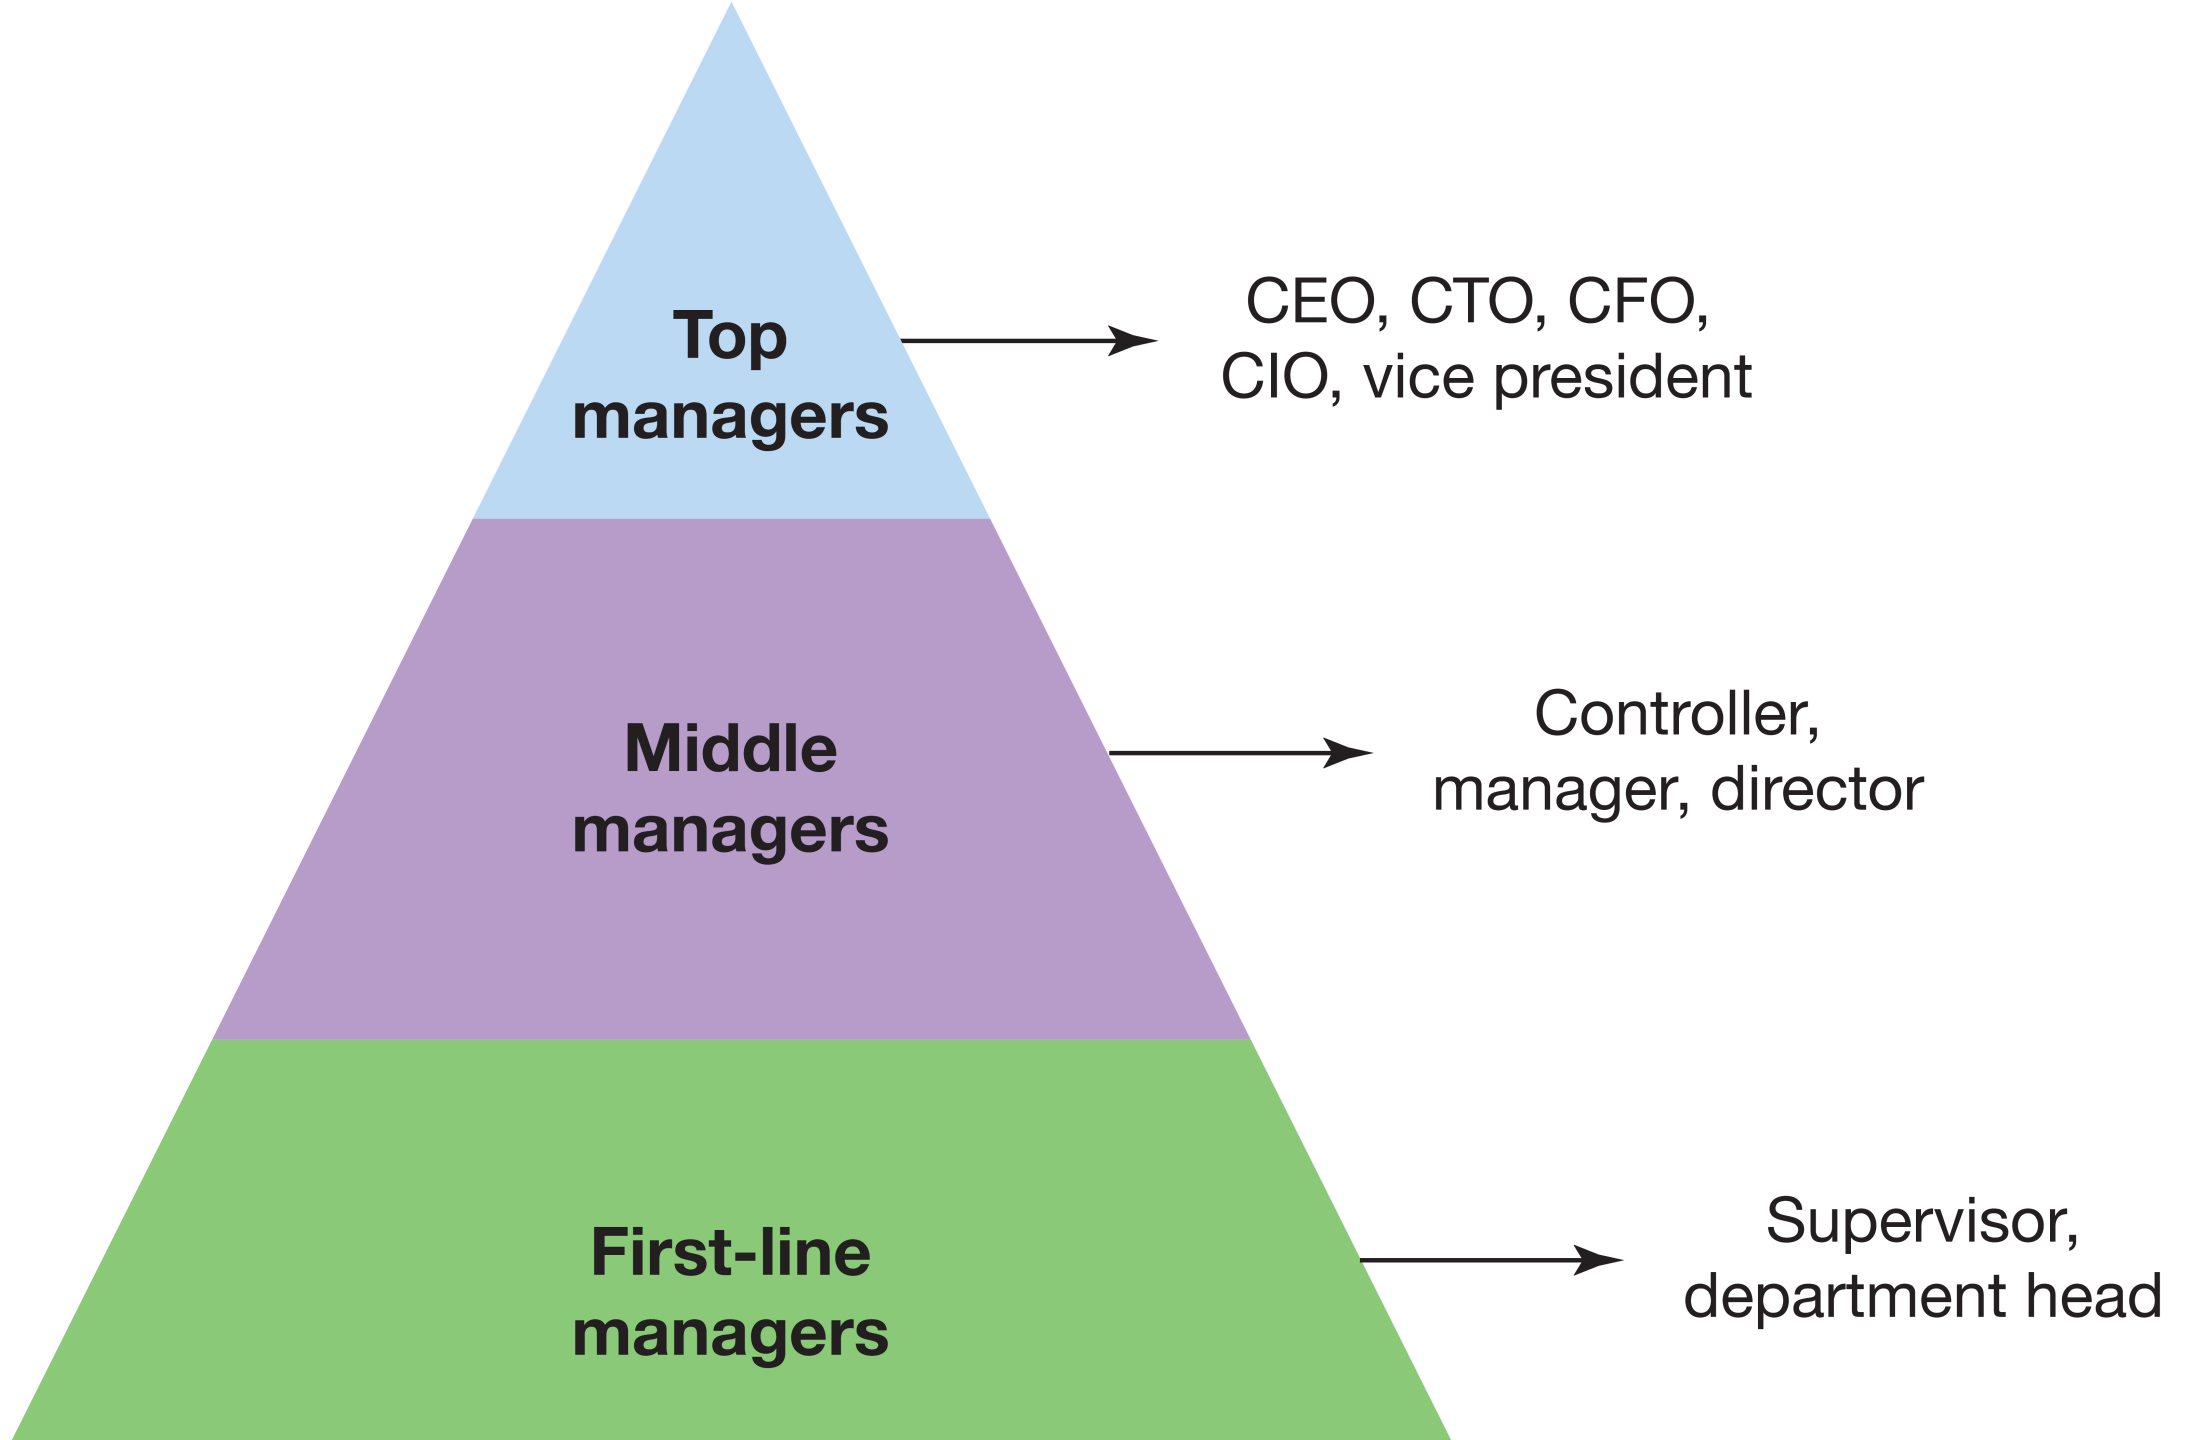 Top
managers
CEO, CTO, CFO,
CIO, vice president
Middle
managers
Controller,
manager, director
First-line
managers
Supervisor,
department head